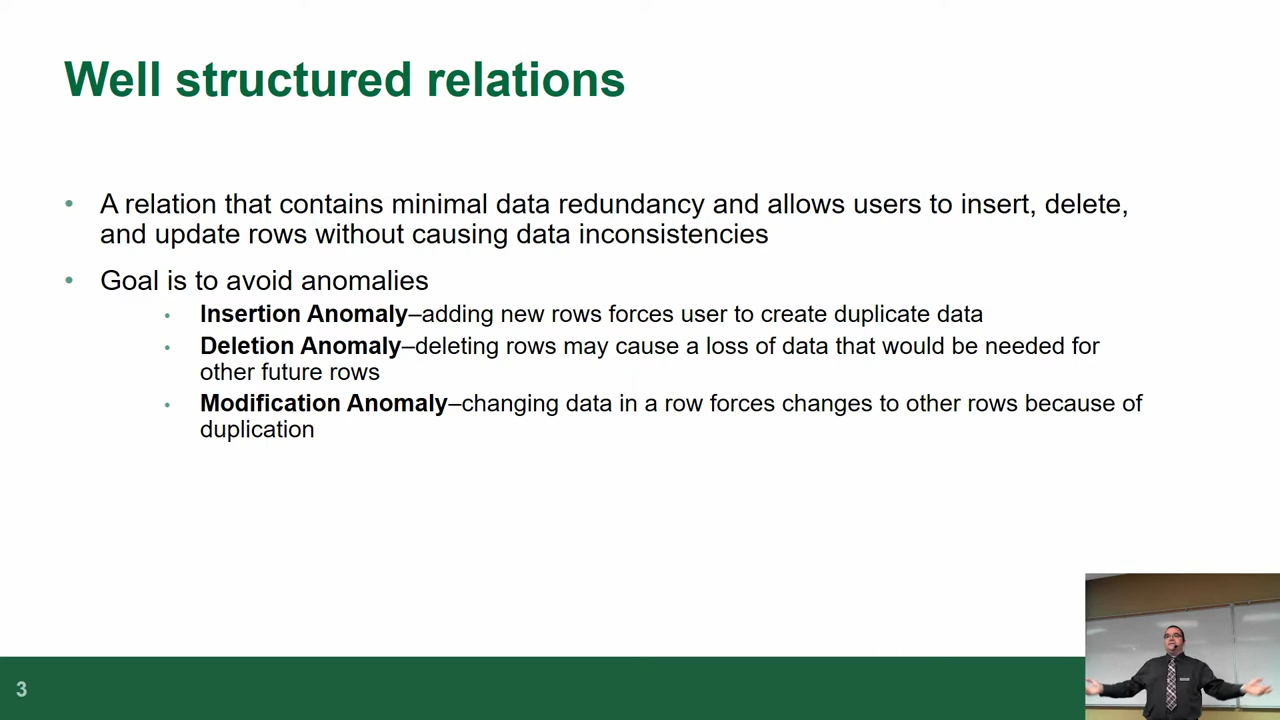 Well structured relations
• A relation that contains minimal data redundancy and allows users to insert, delete,
and update rows without causing data inconsistencies
• Goal is to avoid anomalies
• Insertion Anomaly–adding new rows forces user to create duplicate data
• Deletion Anomaly–deleting rows may cause a loss of data that would be needed for
other future rows
• Modification Anomaly–changing data in a row forces changes to other rows because of
duplication
3